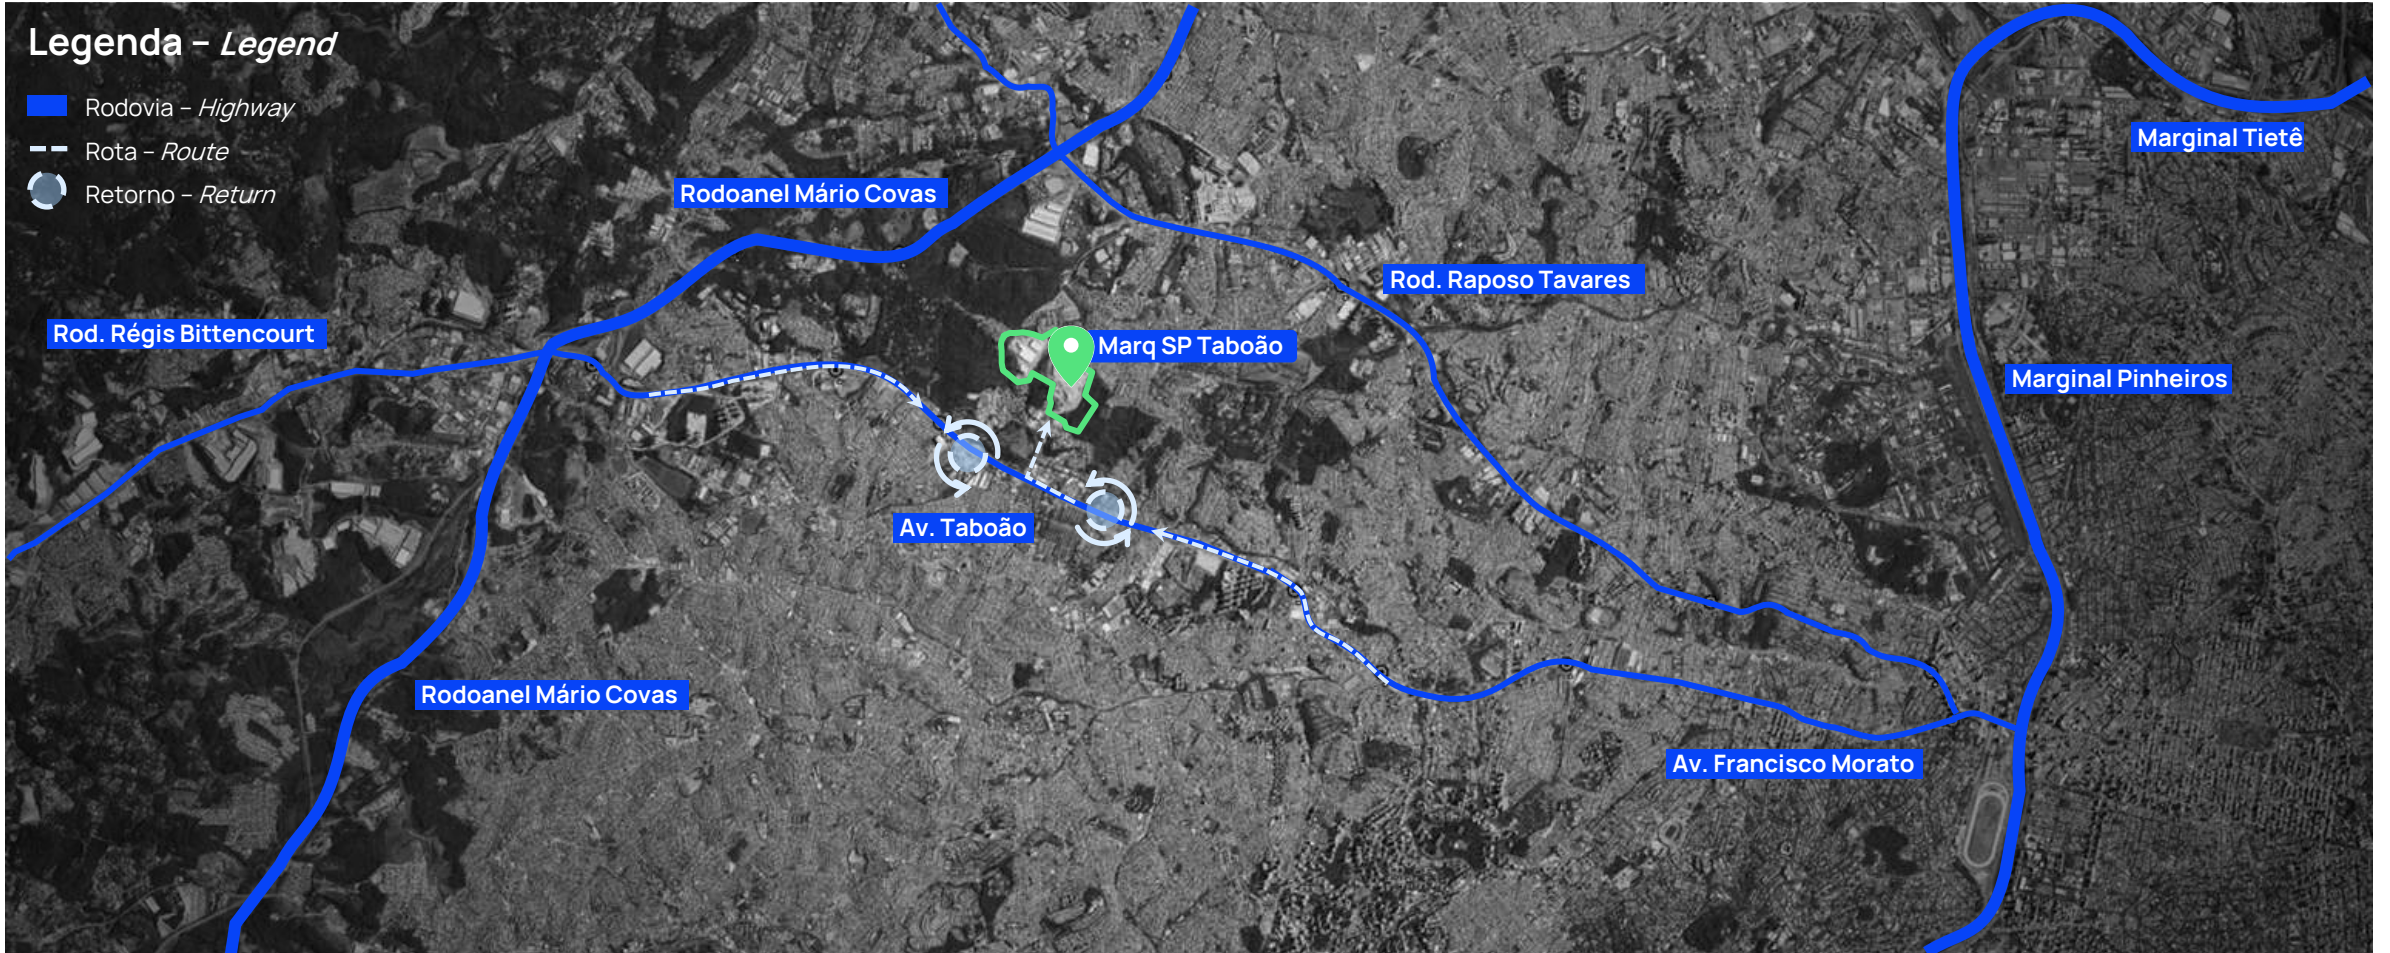 Legenda – Legend
Rodovia – Highway
Rota – Route
Retorno – Return
Marginal Tietê
Rodoanel Mário Covas
Rod. Raposo Tavares
Rod. Régis Bittencourt
Marq SP Taboão
Marginal Pinheiros
Av. Taboão
Rodoanel Mário Covas
Av. Francisco Morato